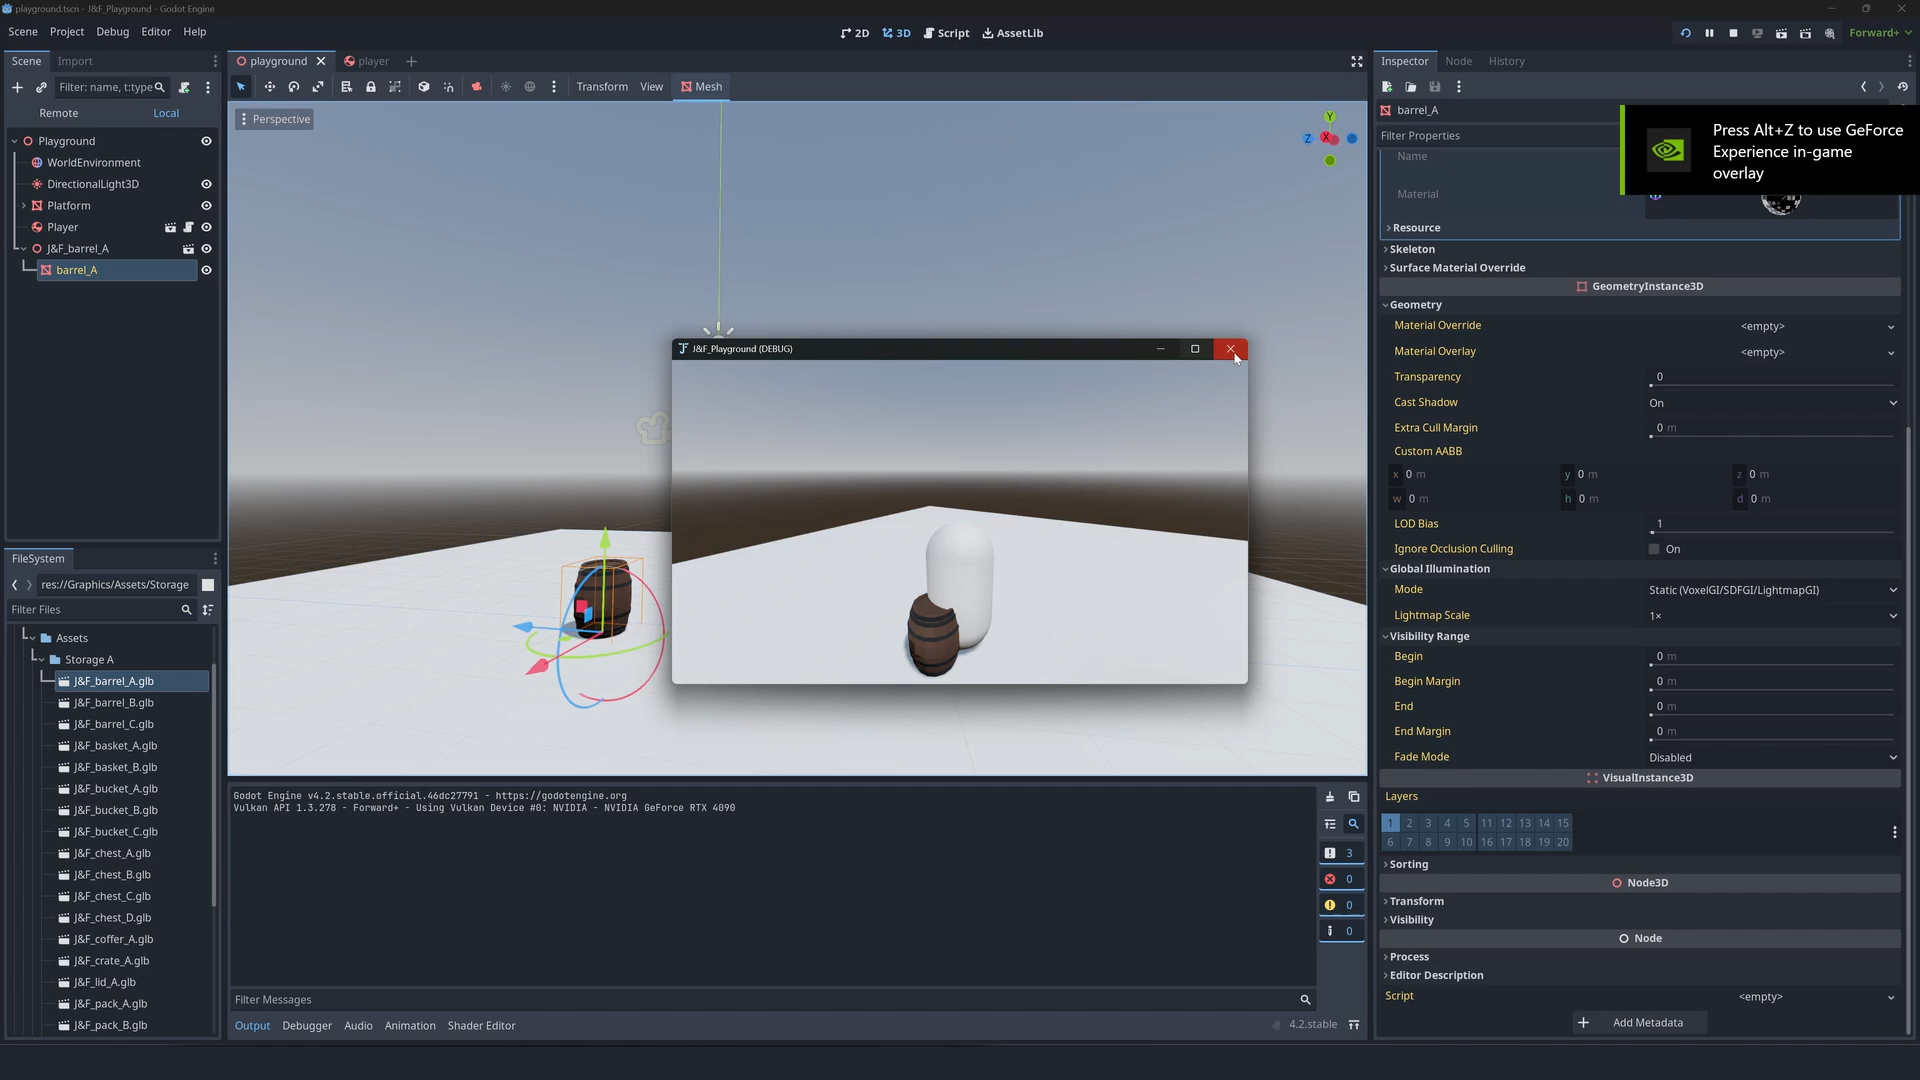 playground.tscn - J&F_Playground - Godot Engine
Scene Project Debug Editor Help
2D 3D Script AssetLib
Forward+
Scene Import
Filter: name, t:type
Remote Local
Playground
WorldEnvironment
DirectionalLight3D
Platform
Player
J&F_barrel_A
barrel_A
FileSystem
res://Graphics/Assets/Storage
Filter Files
Assets
Storage A
J&F_barrel_A.glb
J&F_barrel_B.glb
J&F_barrel_C.glb
J&F_basket_A.glb
J&F_basket_B.glb
J&F_bucket_A.glb
J&F_bucket_B.glb
J&F_bucket_C.glb
J&F_chest_A.glb
J&F_chest_B.glb
J&F_chest_C.glb
J&F_chest_D.glb
J&F_coffer_A.glb
J&F_crate_A.glb
J&F_lid_A.glb
J&F_pack_A.glb
J&F_pack_B.glb
playground player
Transform View Mesh
Perspective
Y
Z X
J&F_Playground (DEBUG)
Godot Engine v4.2.stable.official.46dc27791 - https://godotengine.org
Vulkan API 1.3.278 - Forward+ - Using Vulkan Device #0: NVIDIA - NVIDIA GeForce RTX 4090
3
0
0
0
Filter Messages
Output Debugger Audio Animation Shader Editor
4.2.stable
Inspector Node History
barrel_A
Filter Properties
Press Alt+Z to use GeForce
Experience in-game
overlay
Name
Material
Resource
Skeleton
Surface Material Override
GeometryInstance3D
Geometry
Material Override <empty>
Material Overlay <empty>
Transparency 0
Cast Shadow On
Extra Cull Margin 0 m
Custom AABB
x 0 m y 0 m z 0 m
w 0 m h 0 m d 0 m
LOD Bias 1
Ignore Occlusion Culling On
Global Illumination
Mode Static (VoxelGI/SDFGI/LightmapGI)
Lightmap Scale 1×
Visibility Range
Begin 0 m
Begin Margin 0 m
End 0 m
End Margin 0 m
Fade Mode Disabled
VisualInstance3D
Layers
1 2 3 4 5 11 12 13 14 15
6 7 8 9 10 16 17 18 19 20
Sorting
Node3D
Transform
Visibility
Node
Process
Editor Description
Script <empty>
Add Metadata